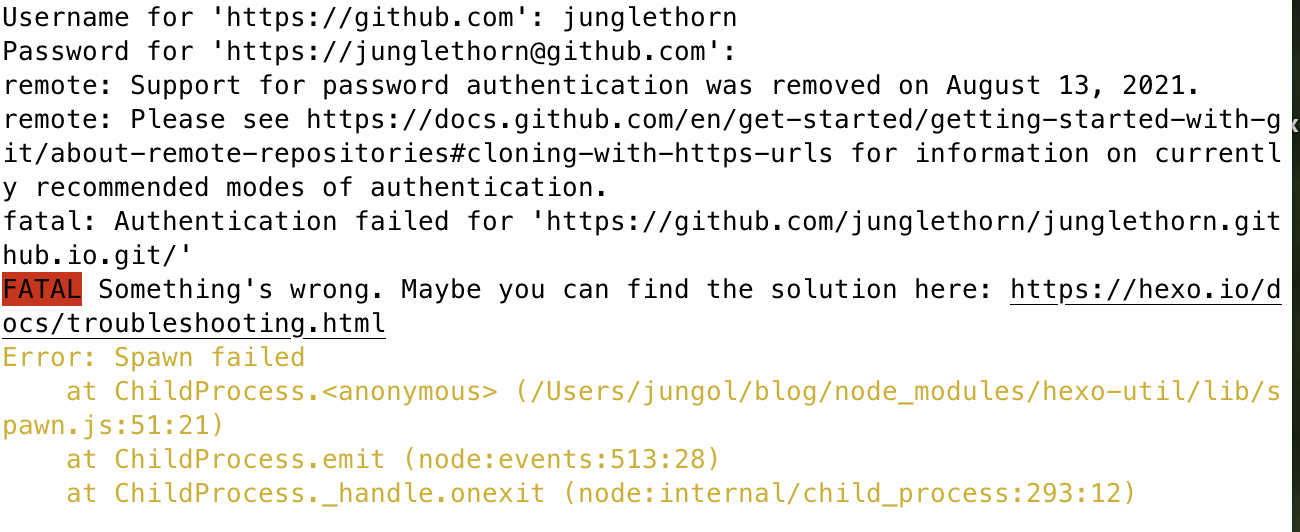 Username for 'https://github.com': junglethorn
Password for 'https://junglethorn@github.com':
remote: Support for password authentication was removed on August 13, 2021.
remote: Please see https://docs.github.com/en/get-started/getting-started-with-g
it/about-remote-repositories#cloning-with-https-urls for information on currentl
y recommended modes of authentication.
fatal: Authentication failed for 'https://github.com/junglethorn/junglethorn.git
hub.io.git/'
FATAL Something's wrong. Maybe you can find the solution here: https://hexo.io/d
ocs/troubleshooting.html
Error: Spawn failed
    at ChildProcess.<anonymous> (/Users/jungol/blog/node_modules/hexo-util/lib/s
pawn.js:51:21)
    at ChildProcess.emit (node:events:513:28)
    at ChildProcess._handle.onexit (node:internal/child_process:293:12)